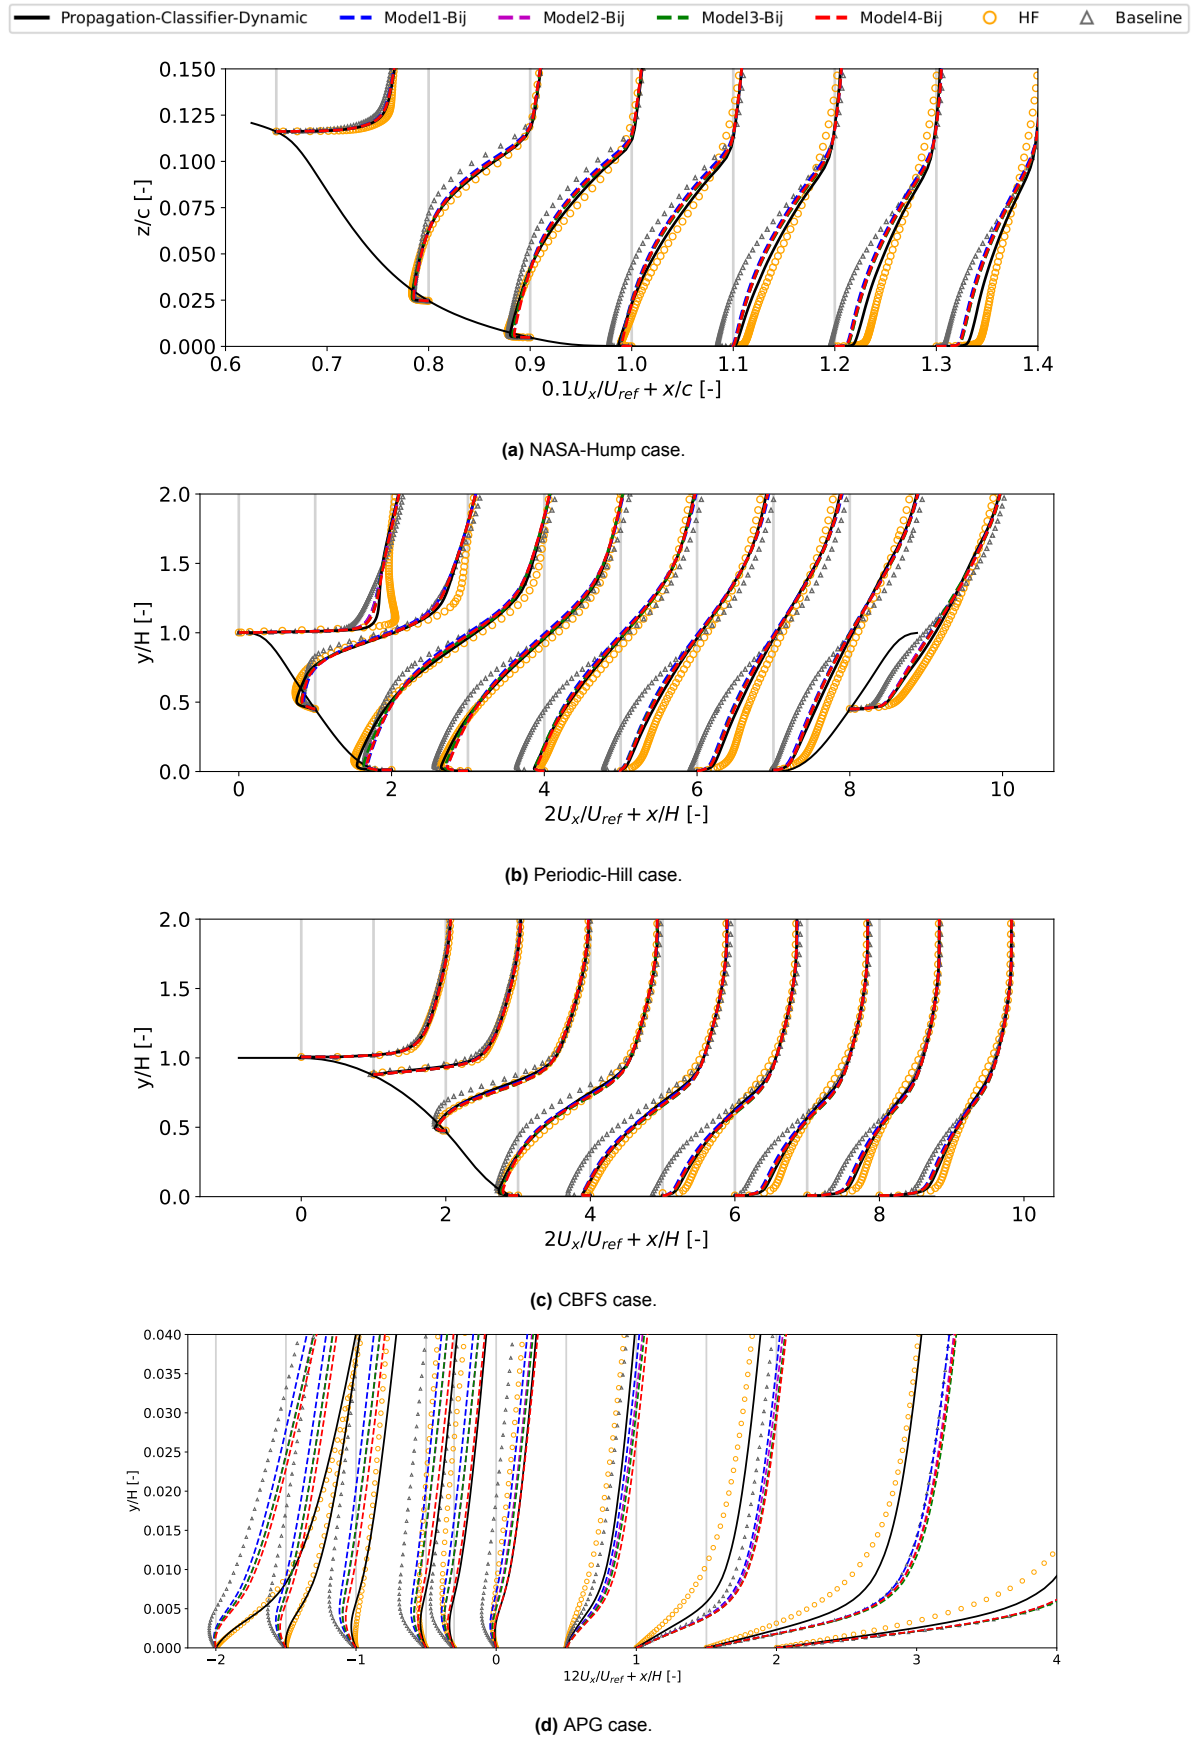 Propagation-Classifier-Dynamic Model1-Bij Model2-Bij Model3-Bij Model4-Bij HF Baseline
0.150
0.125
0.100
0.075
0.050
0.025
0.000
z/c [-]
0.6 0.7 0.8 0.9 1.0 1.1 1.2 1.3 1.4
0.1U_x/U_ref + x/c [-]
(a) NASA-Hump case.
2.0
1.5
1.0
0.5
0.0
y/H [-]
0 2 4 6 8 10
2U_x/U_ref + x/H [-]
(b) Periodic-Hill case.
2.0
1.5
1.0
0.5
0.0
y/H [-]
0 2 4 6 8 10
2U_x/U_ref + x/H [-]
(c) CBFS case.
0.040
0.035
0.030
0.025
0.020
0.015
0.010
0.005
0.000
y/H [-]
−2 −1 0 1 2 3 4
12U_x/U_ref + x/H [-]
(d) APG case.